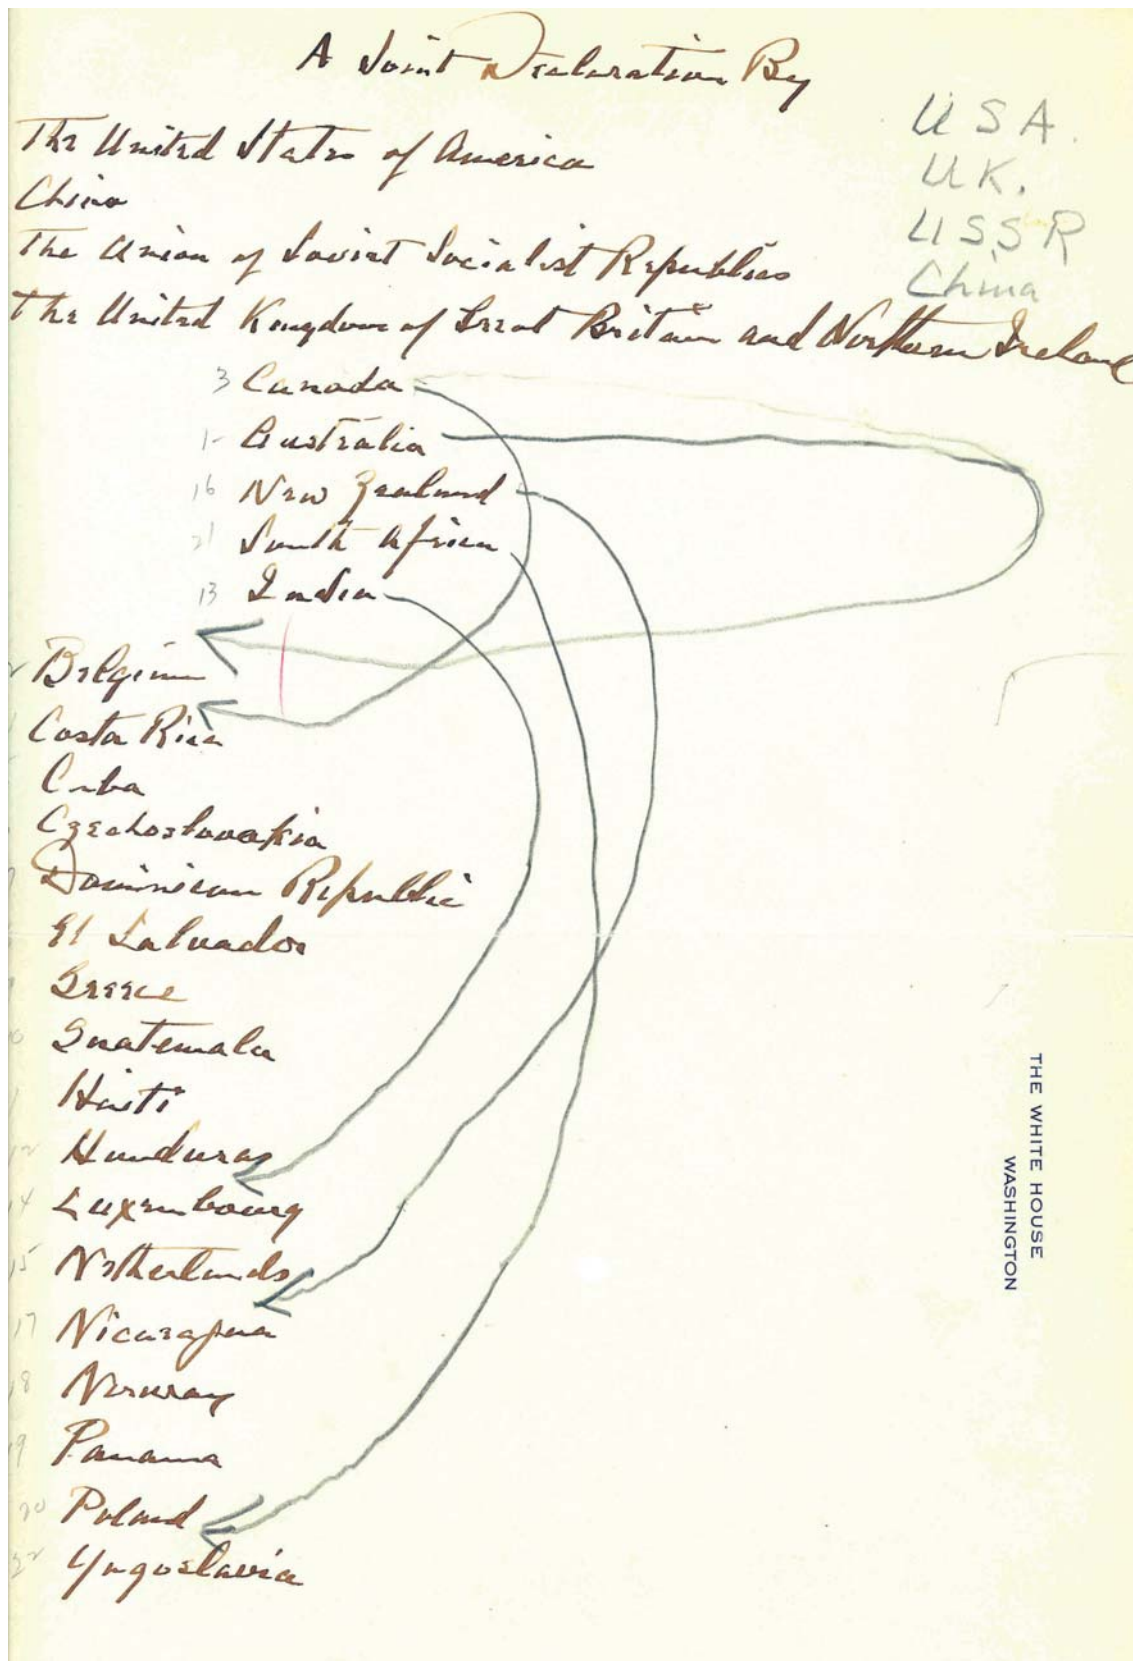 A Joint Declaration By
USA.
UK.
USSR
China
The United States of America
China
The Union of Soviet Socialist Republics
The United Kingdom of Great Britain and Northern Ireland
3 Canada
1- Australia
16 New Zealand
21 South Africa
13 India
2 Belgium
Costa Rica
Cuba
Czechoslovakia
Dominican Republic
El Salvador
Greece
Guatemala
Haiti
12 Honduras
14 Luxembourg
15 Netherlands
17 Nicaragua
18 Norway
19 Panama
20 Poland
22 Yugoslavia
THE WHITE HOUSE
WASHINGTON